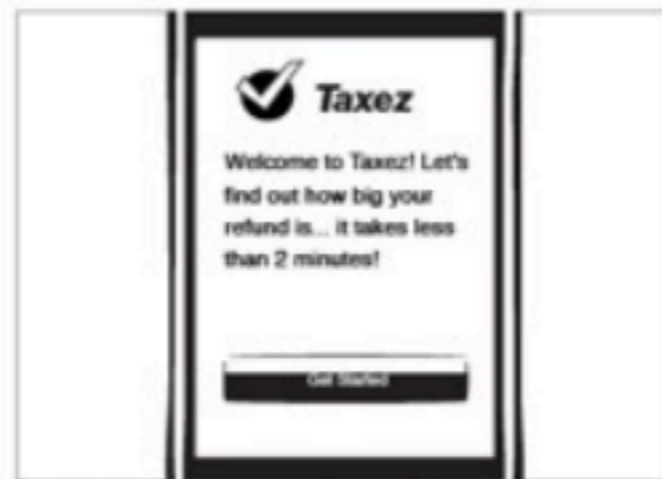 Taxez
Welcome to Taxez! Let's
find out how big your
refund is... it takes less
than 2 minutes!
Get Started